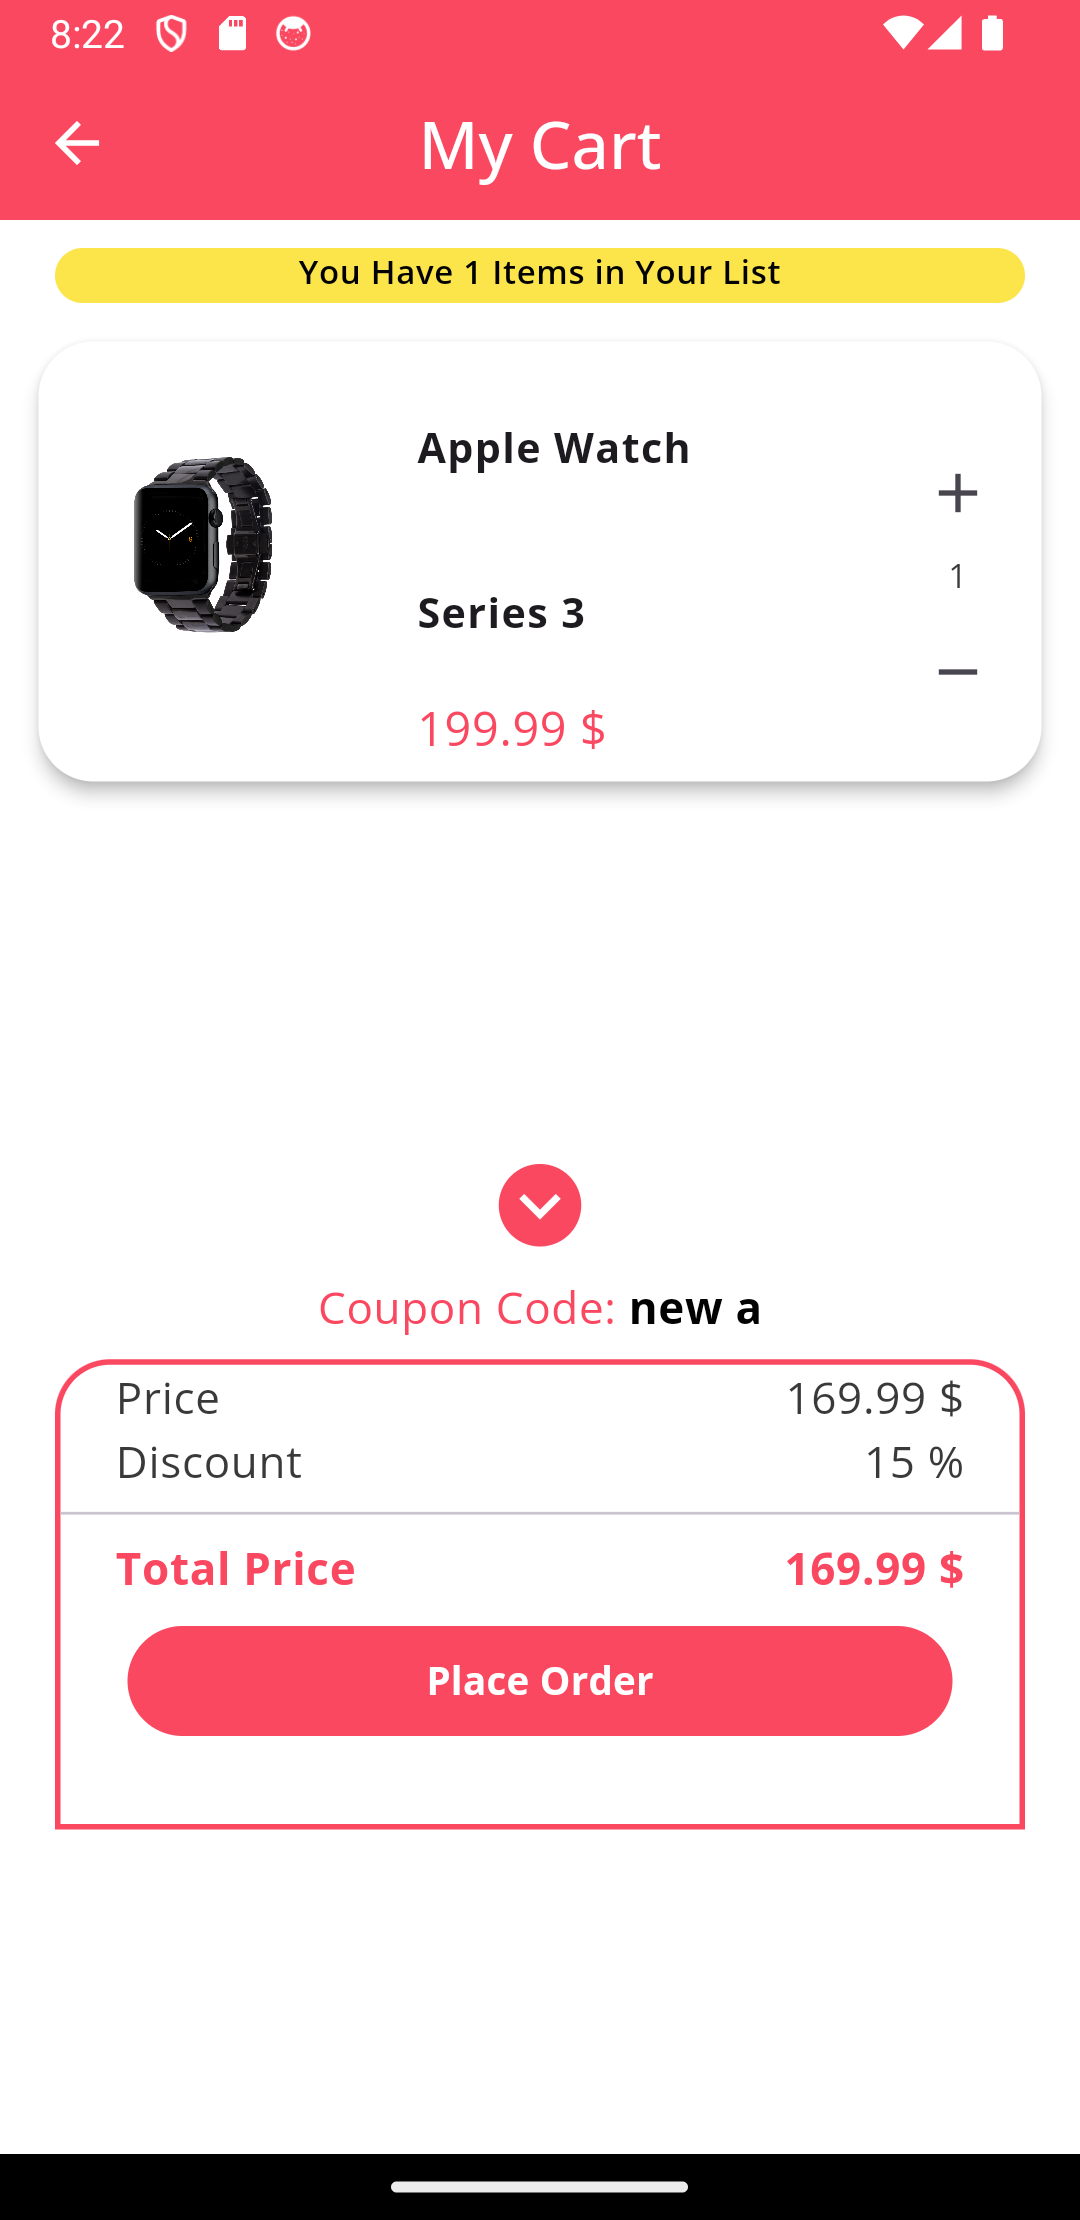 8:22
My Cart
You Have 1 Items in Your List
Apple Watch
Series 3
199.99 $
1
Coupon Code: new a
Price 169.99 $
Discount 15 %
Total Price 169.99 $
Place Order